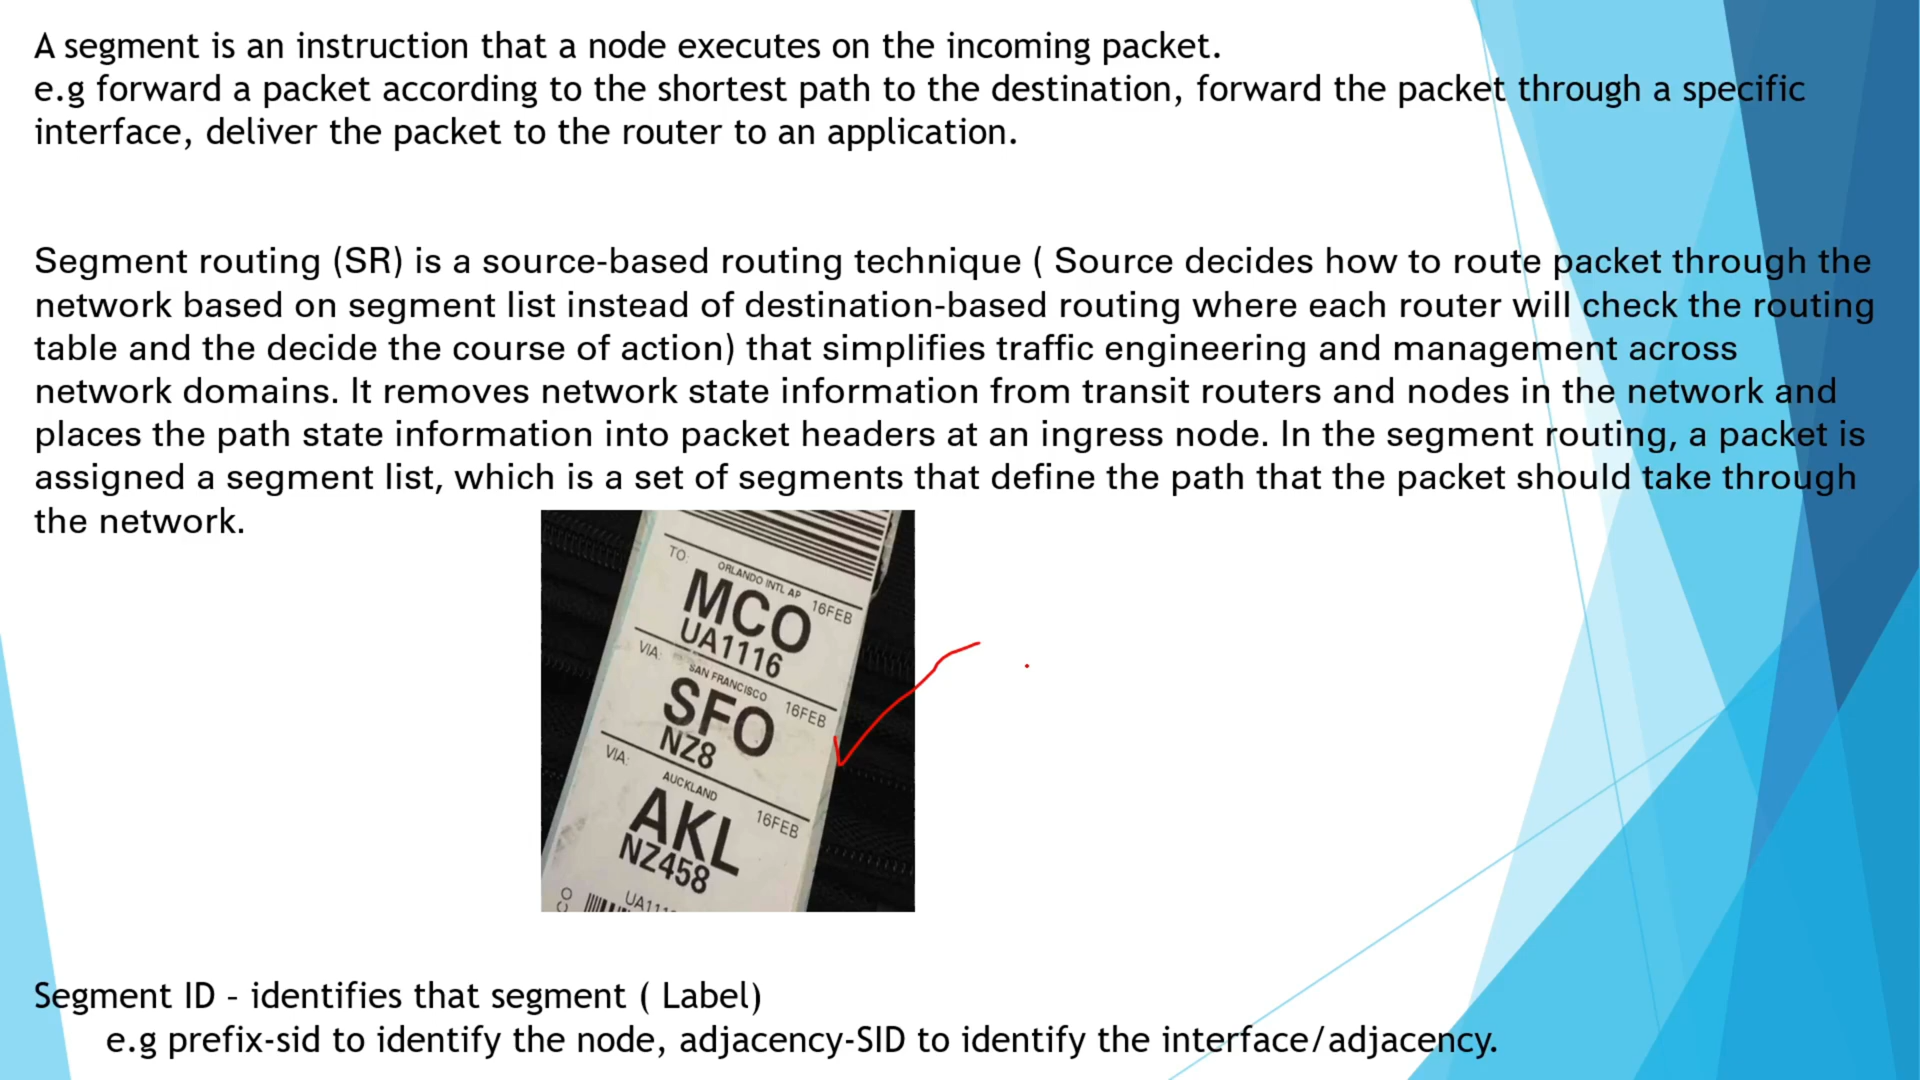 A segment is an instruction that a node executes on the incoming packet.
e.g forward a packet according to the shortest path to the destination, forward the packet through a specific
interface, deliver the packet to the router to an application.
Segment routing (SR) is a source-based routing technique ( Source decides how to route packet through the
network based on segment list instead of destination-based routing where each router will check the routing
table and the decide the course of action) that simplifies traffic engineering and management across
network domains. It removes network state information from transit routers and nodes in the network and
places the path state information into packet headers at an ingress node. In the segment routing, a packet is
assigned a segment list, which is a set of segments that define the path that the packet should take through
the network.
TO:
ORLANDO INTL AP
MCO 16FEB
UA1116
VIA:
SAN FRANCISCO
SFO 16FEB
NZ8
VIA:
AUCKLAND
AKL 16FEB
NZ458
Segment ID - identifies that segment ( Label)
e.g prefix-sid to identify the node, adjacency-SID to identify the interface/adjacency.